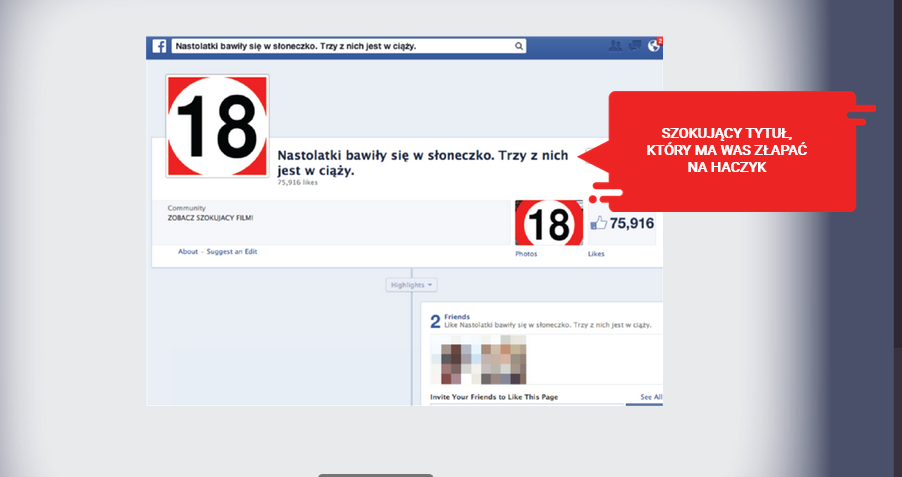 f
Nastolatki bawiły się w słoneczko. Trzy z nich jest w ciąży.
2
18
Nastolatki bawiły się w słoneczko. Trzy z nich
jest w ciąży.
75,916 likes
SZOKUJĄCY TYTUŁ,
KTÓRY MA WAS ZŁAPAĆ
NA HACZYK
Community
ZOBACZ SZOKUJACY FILM!
18
75,916
About - Suggest an Edit
Photos
Likes
Highlights
2 Friends
Like Nastolatki bawiły się w słoneczko. Trzy z nich jest w ciąży.
Invite Your Friends to Like This Page
See All